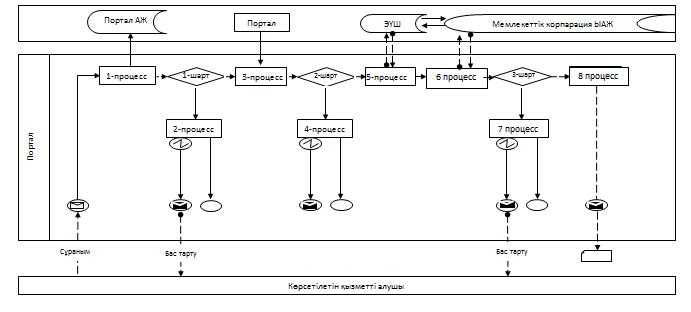 Портал АЖ
Портал
ЭҮШ
Мемлекеттік корпарация ЫАЖ
1-процесс
1-шарт
3-процесс
2-шарт
5-процесс
6 процесс
3-шарт
8 процесс
2-процесс
4-процесс
7 процесс
Портал
Сұраным
Бас тарту
Бас тарту
Көрсетілетін қызметті алушы